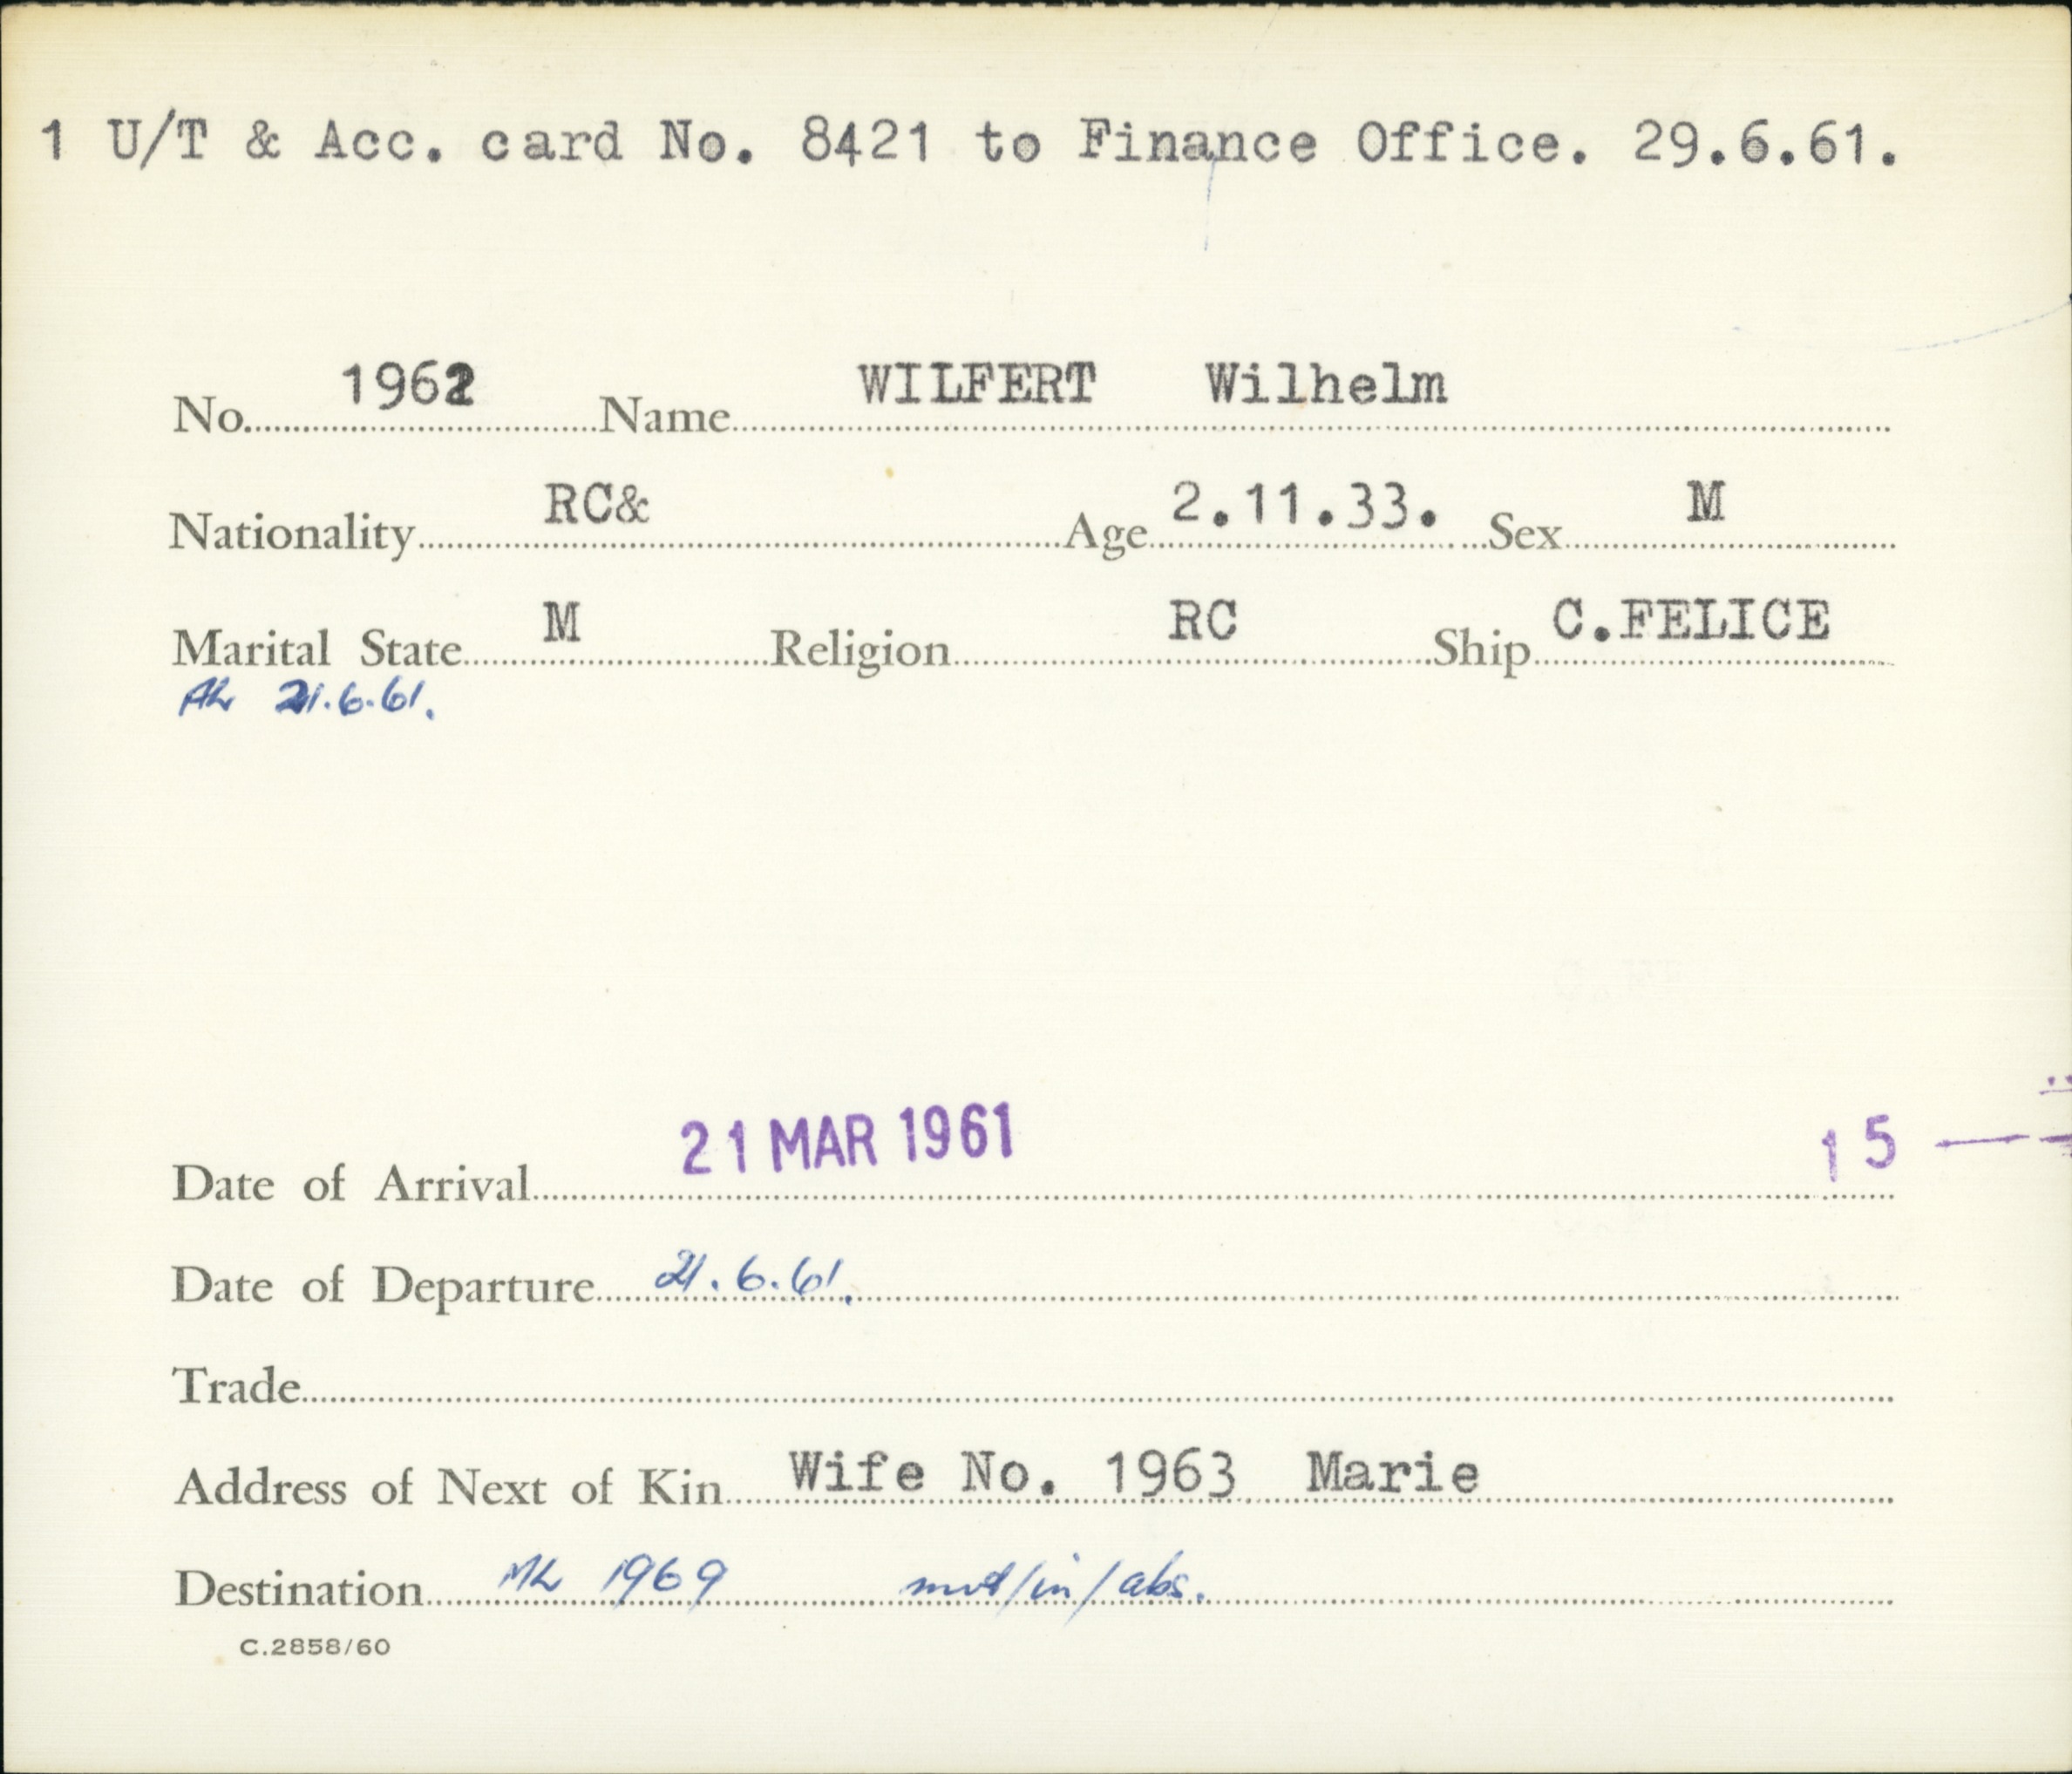 1 U/T & Acc. card No. 8421 to Finance Office. 29.6.61.
No. 1962 Name WILFERT Wilhelm
Nationality RC& Age 2.11.33. Sex M
Marital State M Religion RC Ship C.FELICE
21.6.61.
Date of Arrival 21 MAR 1961 15 —
Date of Departure 21.6.61.
Trade
Address of Next of Kin Wife No. 1963 Marie
Destination 1969 /in/abs.
C.2858/60